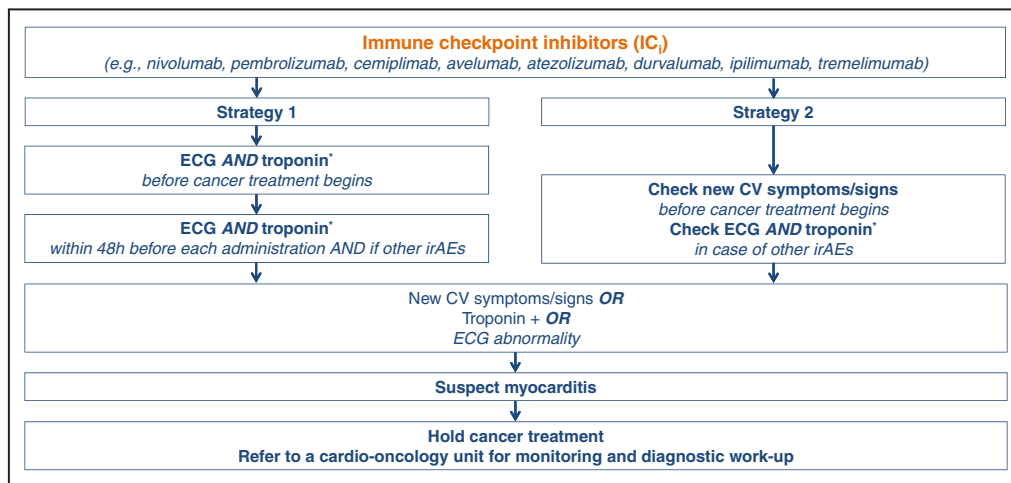 Immune checkpoint inhibitors (ICi)
(e.g., nivolumab, pembrolizumab, cemiplimab, avelumab, atezolizumab, durvalumab, ipilimumab, tremelimumab)
Strategy 1
Strategy 2
ECG AND troponin*
before cancer treatment begins
ECG AND troponin*
within 48h before each administration AND if other irAEs
Check new CV symptoms/signs
before cancer treatment begins
Check ECG AND troponin*
in case of other irAEs
New CV symptoms/signs OR
Troponin + OR
ECG abnormality
Suspect myocarditis
Hold cancer treatment
Refer to a cardio-oncology unit for monitoring and diagnostic work-up